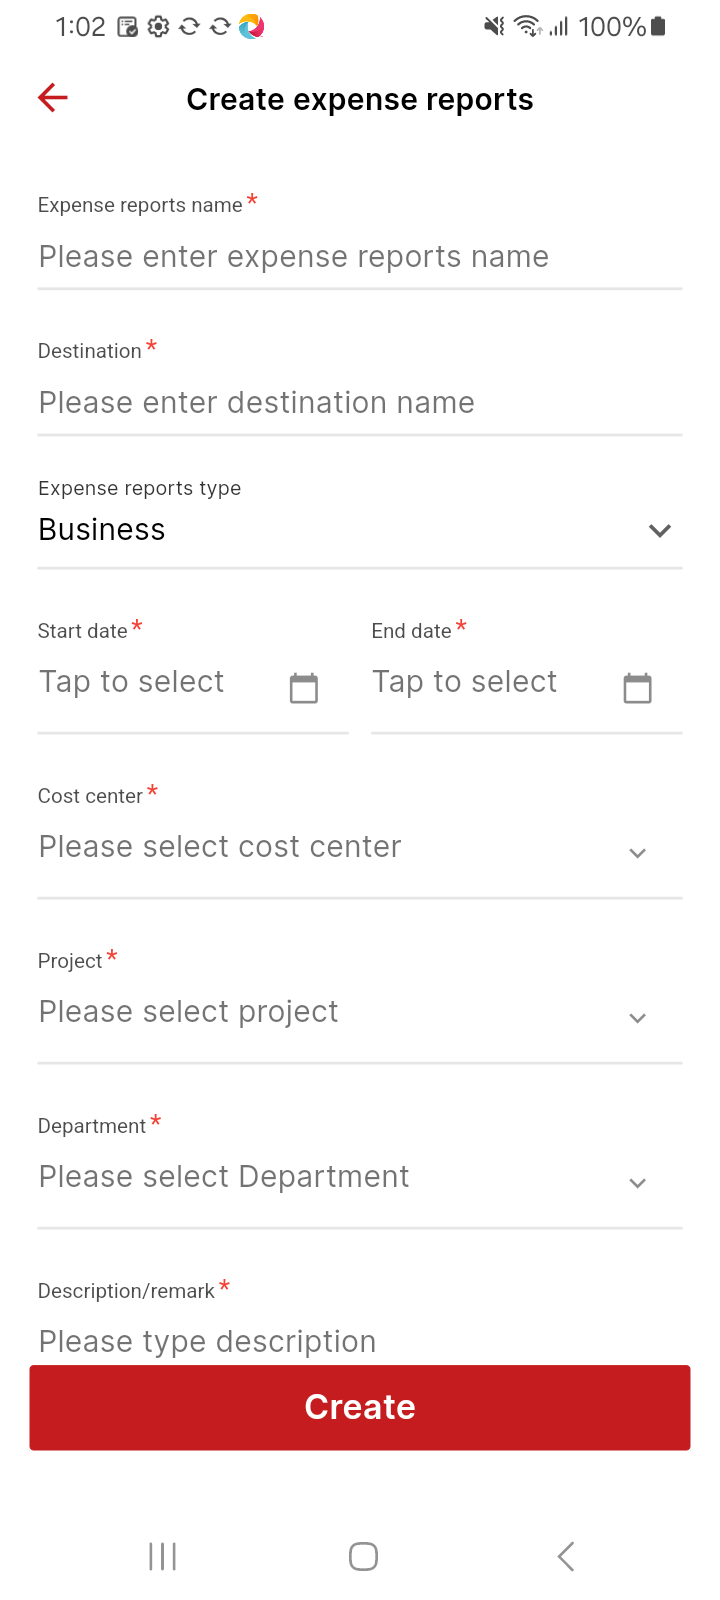 1:02 100%
Create expense reports
Expense reports name *
Please enter expense reports name
Destination *
Please enter destination name
Expense reports type
Business
Start date * End date *
Tap to select Tap to select
Cost center *
Please select cost center
Project *
Please select project
Department *
Please select Department
Description/remark *
Please type description
Create